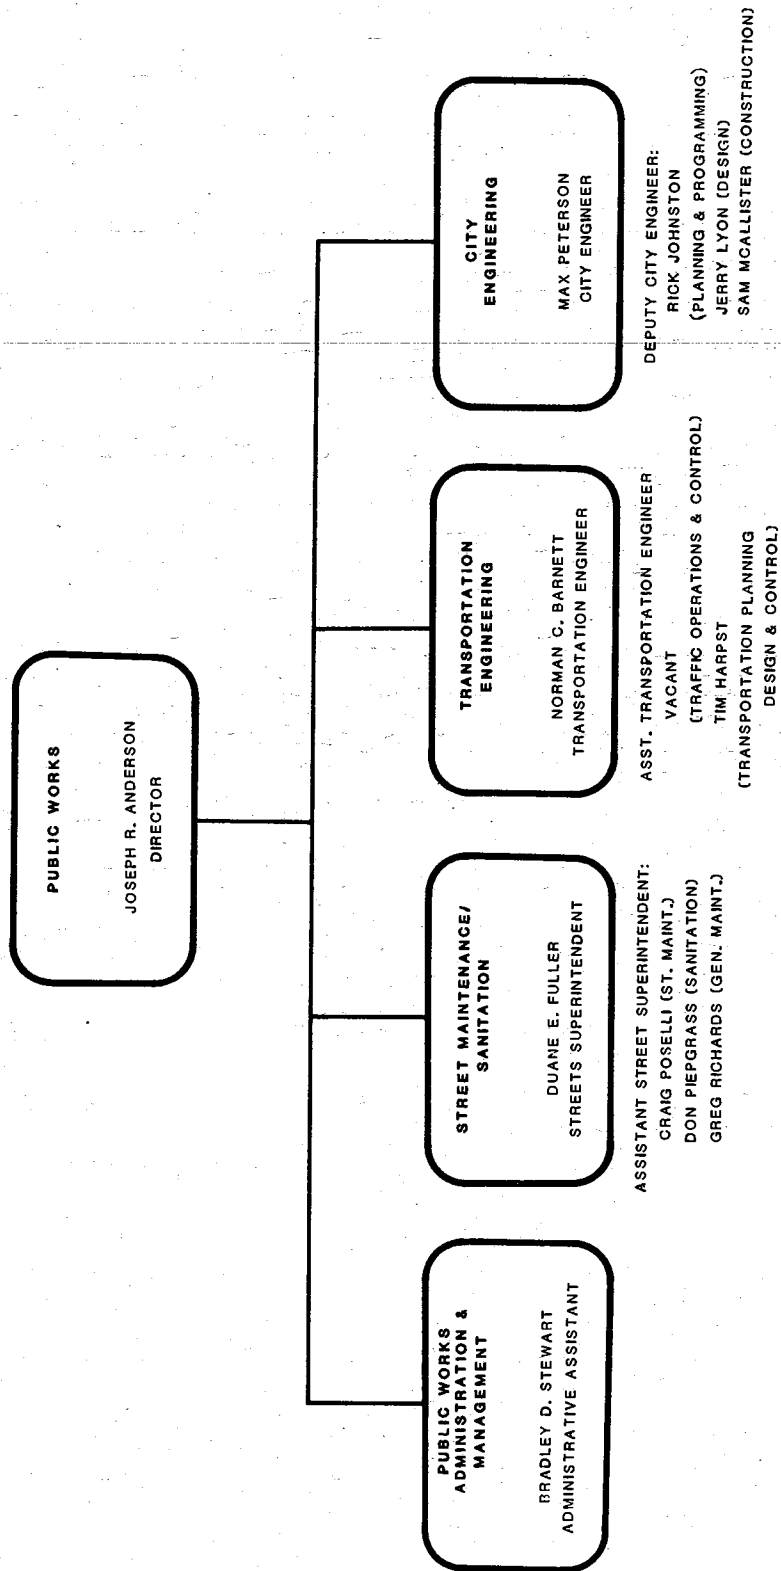 PUBLIC WORKS
JOSEPH R. ANDERSON
DIRECTOR
PUBLIC WORKS
ADMINISTRATION &
MANAGEMENT
BRADLEY D. STEWART
ADMINISTRATIVE ASSISTANT
STREET MAINTENANCE/
SANITATION
DUANE E. FULLER
STREETS SUPERINTENDENT
ASSISTANT STREET SUPERINTENDENT:
CRAIG POSELLI (ST. MAINT.)
DON PIEPGRASS (SANITATION)
GREG RICHARDS (GEN. MAINT.)
TRANSPORTATION
ENGINEERING
NORMAN C. BARNETT
TRANSPORTATION ENGINEER
ASST. TRANSPORTATION ENGINEER
VACANT
(TRAFFIC OPERATIONS & CONTROL)
TIM HARPST
(TRANSPORTATION PLANNING
DESIGN & CONTROL)
CITY
ENGINEERING
MAX PETERSON
CITY ENGINEER
DEPUTY CITY ENGINEER:
RICK JOHNSTON
(PLANNING & PROGRAMMING)
JERRY LYON (DESIGN)
SAM MCALLISTER (CONSTRUCTION)